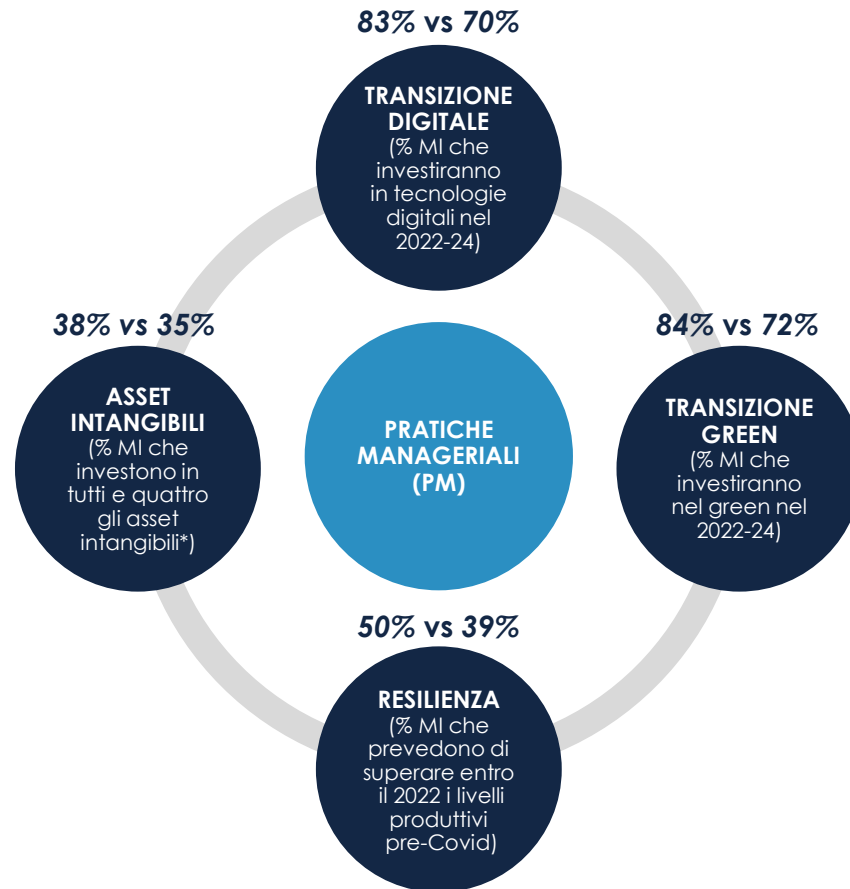 83% vs 70%
TRANSIZIONE
DIGITALE
(% MI che
investiranno
in tecnologie
digitali nel
2022-24)
38% vs 35%
ASSET
INTANGIBILI
(% MI che
investono in
tutti e quattro
gli asset
intangibili*)
PRATICHE
MANAGERIALI
(PM)
84% vs 72%
TRANSIZIONE
GREEN
(% MI che
investiranno
nel green nel
2022-24)
50% vs 39%
RESILIENZA
(% MI che
prevedono di
superare entro
il 2022 i livelli
produttivi
pre-Covid)